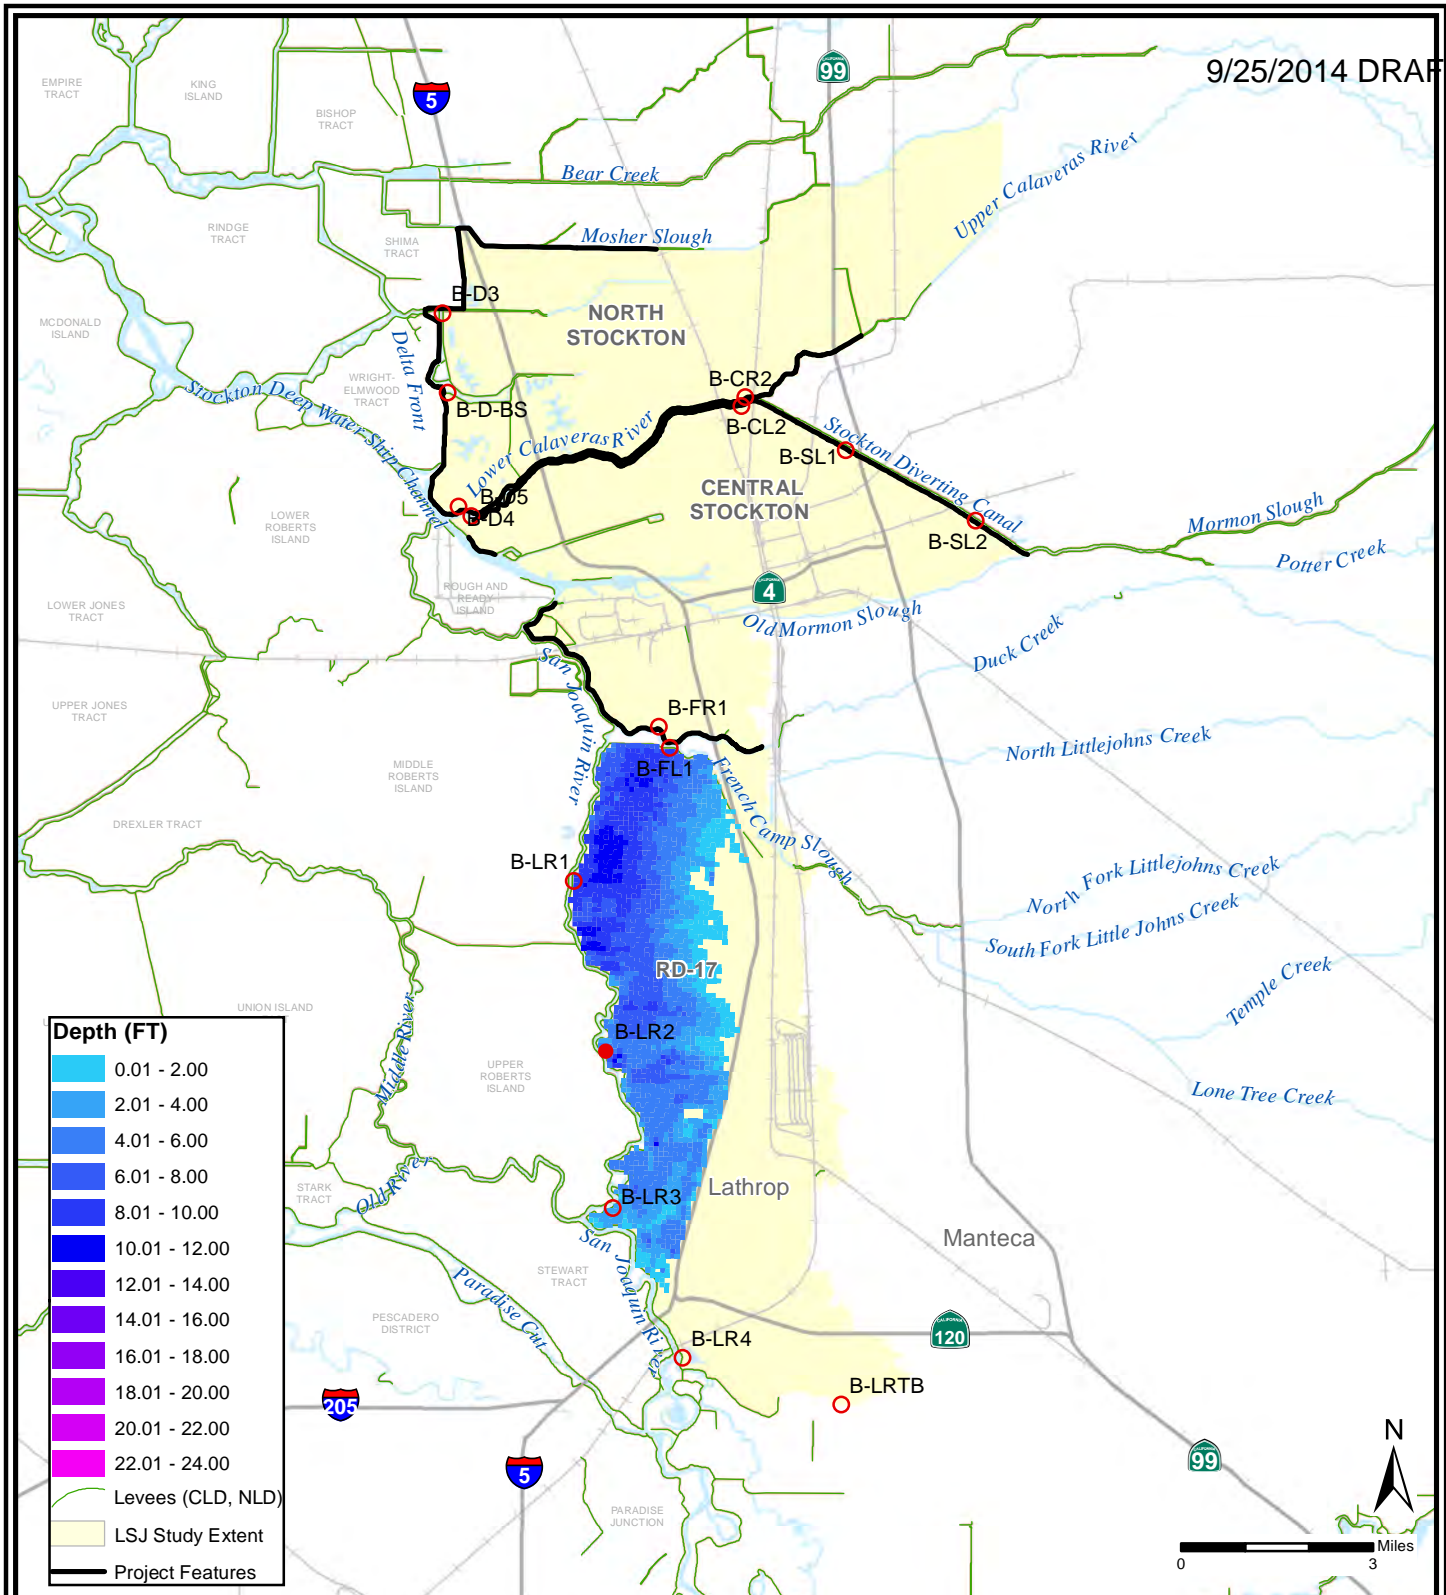 9/25/2014 DRAF
EMPIRE
TRACT
KING
ISLAND
BISHOP
TRACT
5
CALIFORNIA
99
Bear Creek
Upper Calaveras River
RINDGE
TRACT
SHIMA
TRACT
Mosher Slough
B-D3
NORTH
STOCKTON
MCDONALD
ISLAND
Delta Front
WRIGHT-
ELMWOOD
TRACT
B-D-BS
B-CR2
B-CL2
Stockton Deep Water Ship Channel
Lower Calaveras River
Stockton Diverting Canal
B-SL1
CENTRAL
STOCKTON
B-D5
B-D4
LOWER
ROBERTS
ISLAND
B-SL2
Mormon Slough
Potter Creek
ROUGH AND
READY
ISLAND
CALIFORNIA
4
LOWER JONES
TRACT
Old Mormon Slough
Duck Creek
San Joaquin River
UPPER JONES
TRACT
B-FR1
North Littlejohns Creek
B-FL1
MIDDLE
ROBERTS
ISLAND
French Camp Slough
DREXLER TRACT
B-LR1
North Fork Littlejohns Creek
South Fork Little Johns Creek
RD-17
Temple Creek
UNION ISLAND
Middle River
B-LR2
UPPER
ROBERTS
ISLAND
Lone Tree Creek
STARK
TRACT
Old River
B-LR3
Lathrop
San Joaquin River
Manteca
STEWART
TRACT
Paradise Cut
PESCADERO
DISTRICT
CALIFORNIA
120
B-LR4
B-LRTB
205
5
CALIFORNIA
99
PARADISE
JUNCTION
Depth (FT)
0.01 - 2.00
2.01 - 4.00
4.01 - 6.00
6.01 - 8.00
8.01 - 10.00
10.01 - 12.00
12.01 - 14.00
14.01 - 16.00
16.01 - 18.00
18.01 - 20.00
20.01 - 22.00
22.01 - 24.00
Levees (CLD, NLD)
LSJ Study Extent
Project Features
N
Miles
0 3